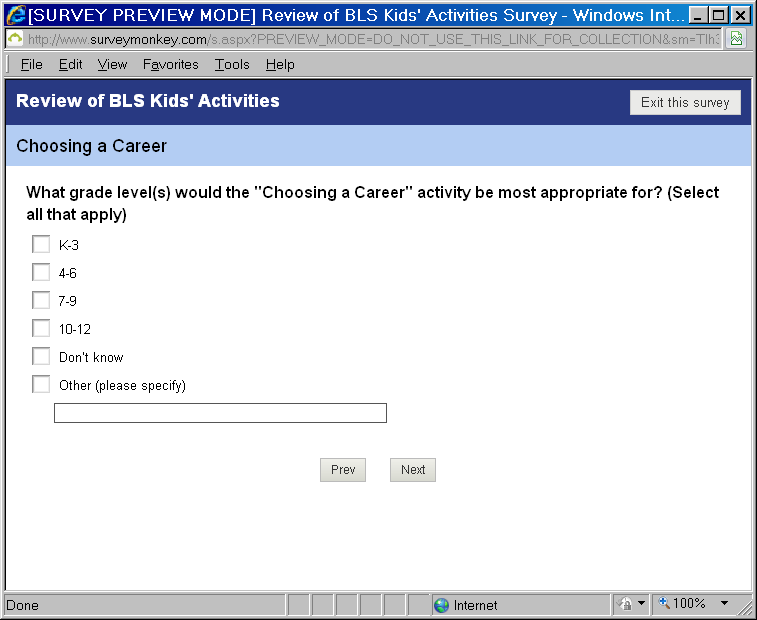 [SURVEY PREVIEW MODE] Review of BLS Kids' Activities Survey - Windows Int...
http://www.surveymonkey.com/s.aspx?PREVIEW_MODE=DO_NOT_USE_THIS_LINK_FOR_COLLECTION&sm=
File Edit View Favorites Tools Help
Review of BLS Kids' Activities
Exit this survey
Choosing a Career
What grade level(s) would the "Choosing a Career" activity be most appropriate for? (Select
all that apply)
K-3
4-6
7-9
10-12
Don't know
Other (please specify)
Prev Next
Done Internet 100%